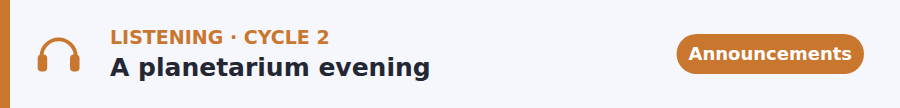 LISTENING · CYCLE 2
A planetarium evening
Announcements